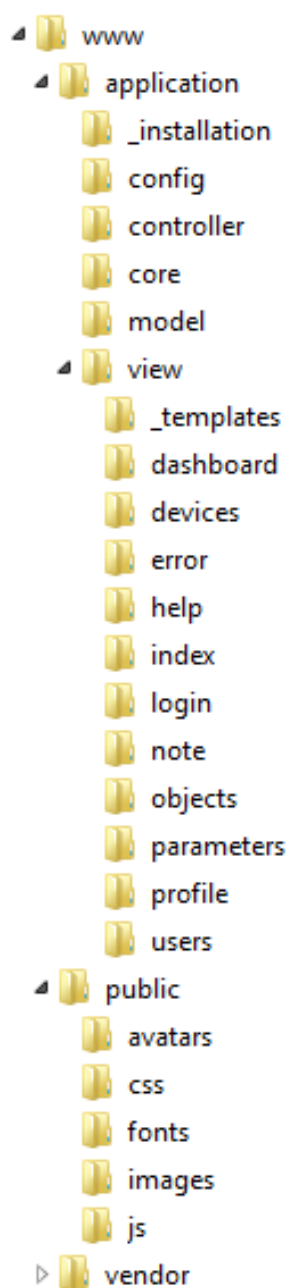 www
application
_installation
config
controller
core
model
view
_templates
dashboard
devices
error
help
index
login
note
objects
parameters
profile
users
public
avatars
css
fonts
images
js
vendor